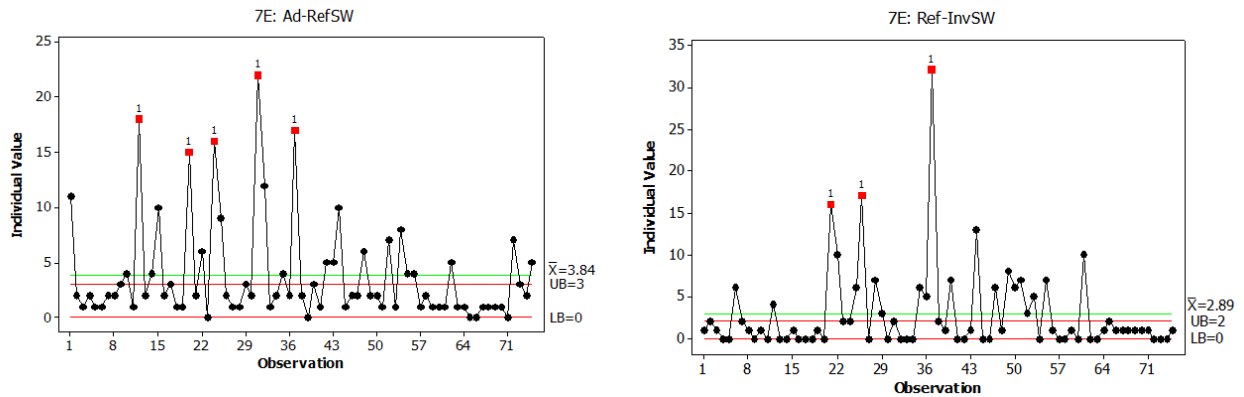 7E: Ad-RefSW
25
20
15
10
5
0
Individual Value
1
1
1
1
1
X̅=3.84
UB=3
LB=0
1 8 15 22 29 36 43 50 57 64 71
Observation
7E: Ref-InvSW
35
30
25
20
15
10
5
0
Individual Value
1
1
1
X̅=2.89
UB=2
LB=0
1 8 15 22 29 36 43 50 57 64 71
Observation